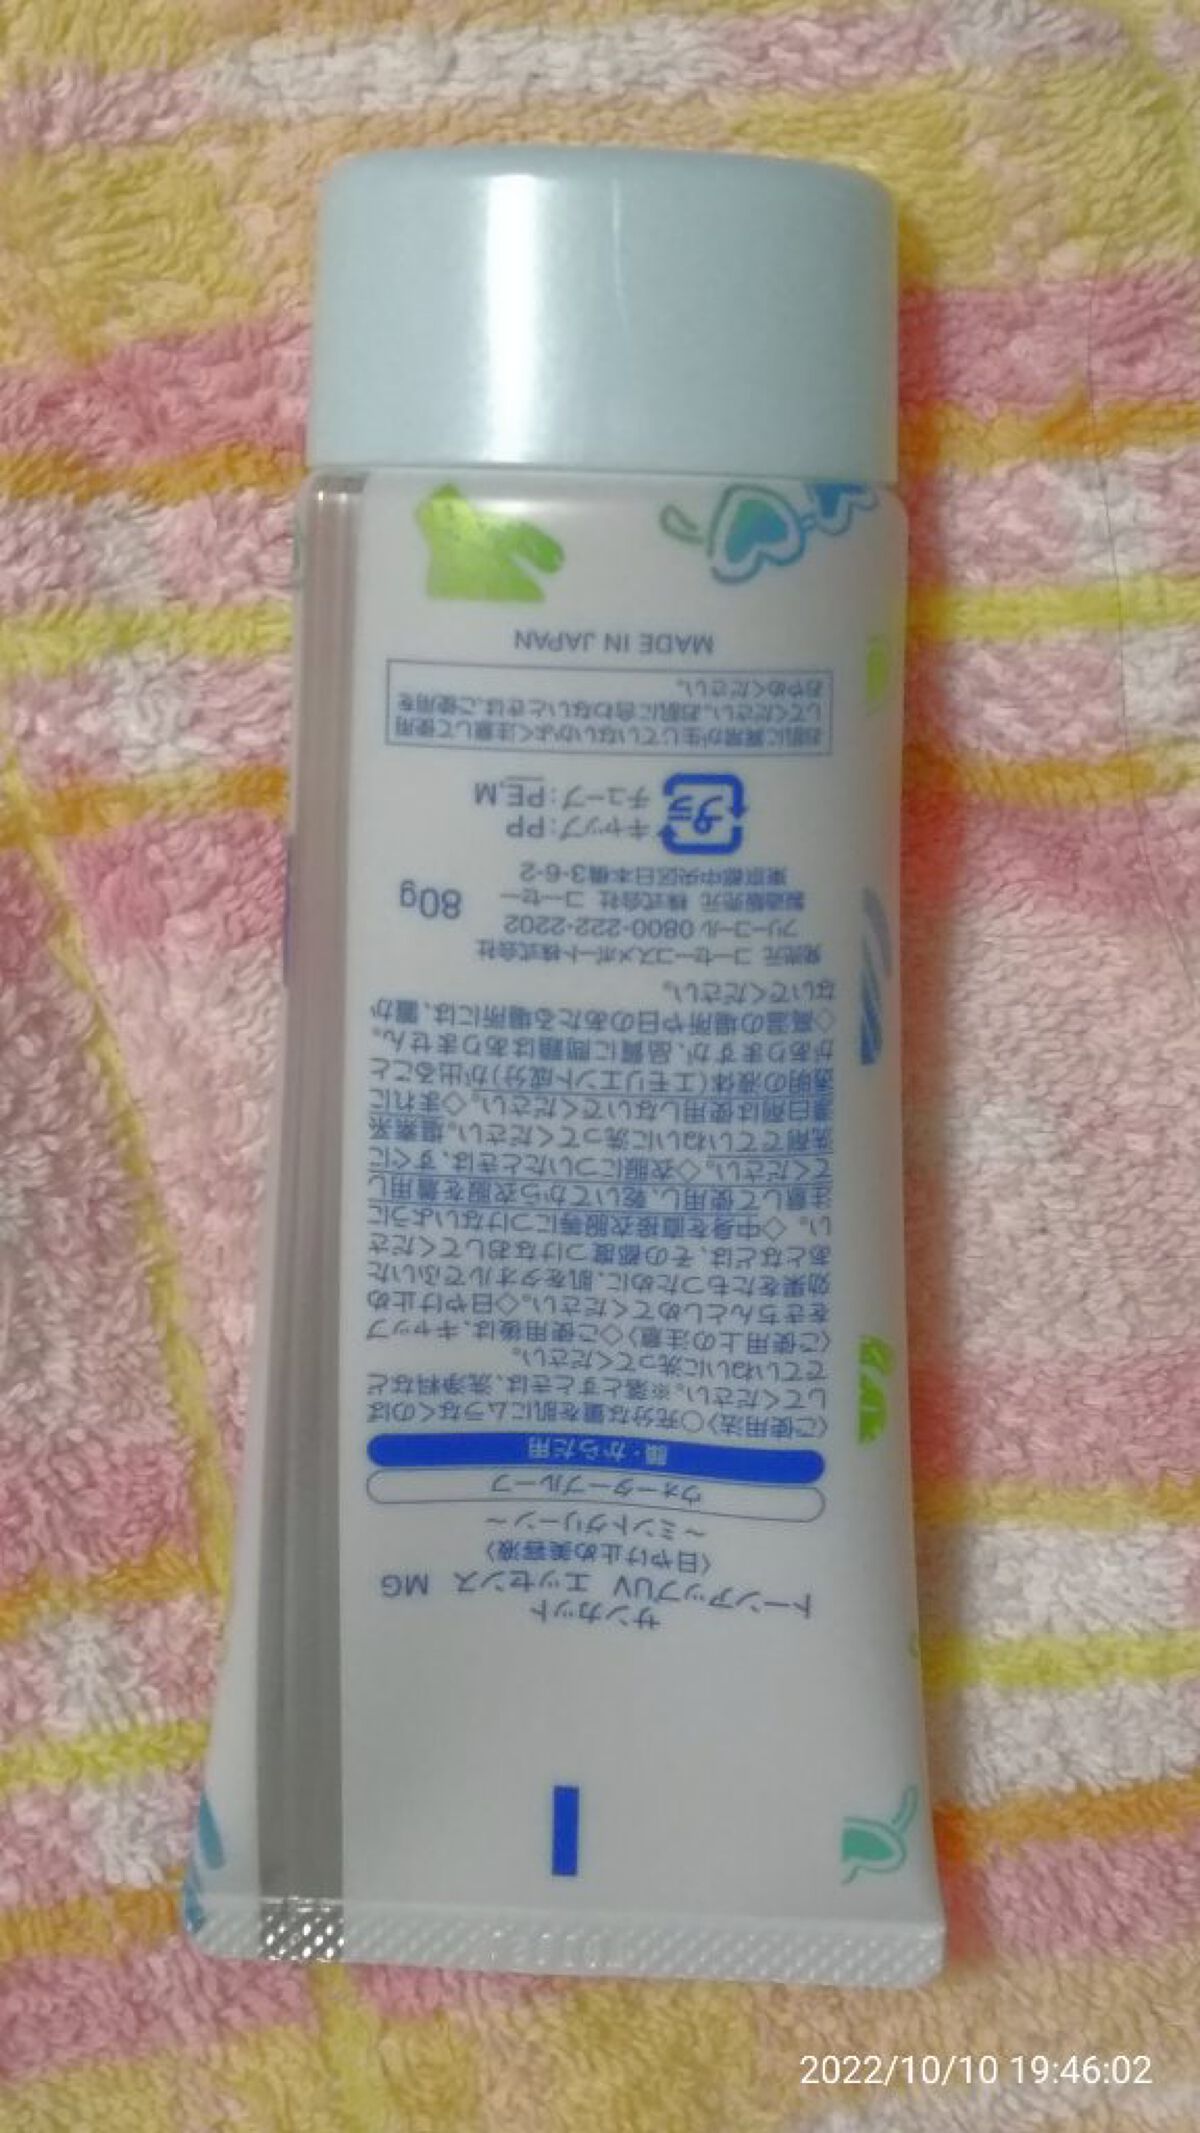 サンカット
トーンアップUV エッセンス MG
〈日やけ止め美容液〉
～ミントグリーン～
ウォータープルーフ
顔・からだ用
〈ご使用法〉○充分な量を肌にムラなくのば
してください。※落とすときは、洗浄料など
でていねいに洗ってください。
〈ご使用上の注意〉◇ご使用後は、キャップ
をきちんとしめてください。◇日やけ止め
効果をたもつために、肌をタオルでふいた
あとなどは、その都度つけなおしてくださ
い。◇中身を直接衣服等につけないように
注意して使用し、乾いてから衣服を着用し
てください。◇衣服についたときは、すぐに
洗剤でていねいに洗ってください。塩素系
漂白剤は使用しないでください。◇まれに
透明の液体(エモリエント成分)が出ること
がありますが、品質に問題はありません。
◇高温の場所や日のあたる場所には、置か
ないでください。
発売元 コーセーコスメポート株式会社
フリーコール 0800-222-2202
製造販売元 株式会社 コーセー
東京都中央区日本橋3-6-2
80g
プラ
キャップ:PP
チューブ:PE,M
お肌に異常が生じていないかよく注意して使用
してください。お肌に合わないときは、ご使用を
おやめください。
MADE IN JAPAN
2022/10/10 19:46:02